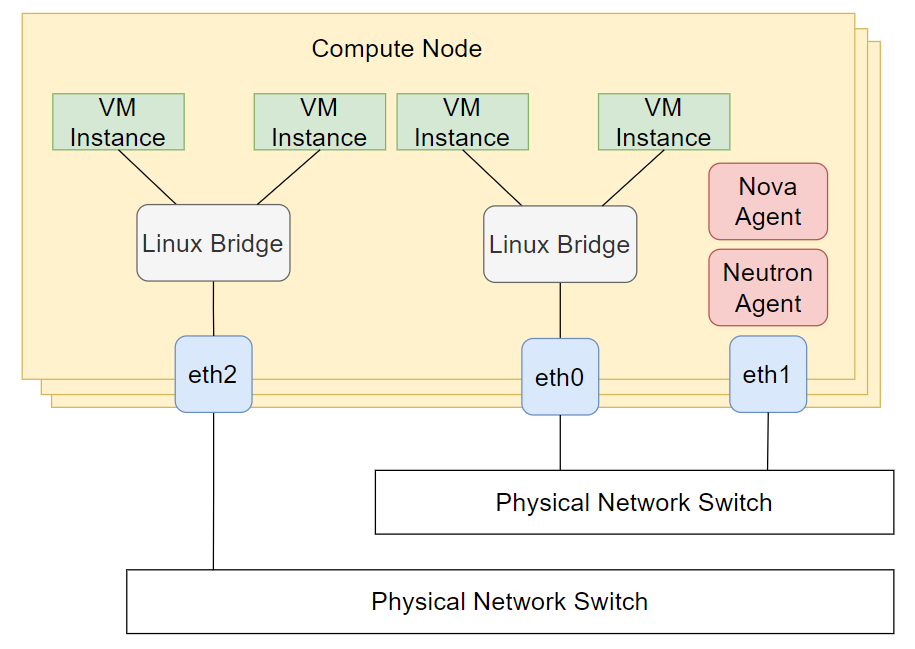 Compute Node
VM
Instance
VM
Instance
VM
Instance
VM
Instance
Nova
Agent
Linux Bridge
Linux Bridge
Neutron
Agent
eth2
eth0
eth1
Physical Network Switch
Physical Network Switch